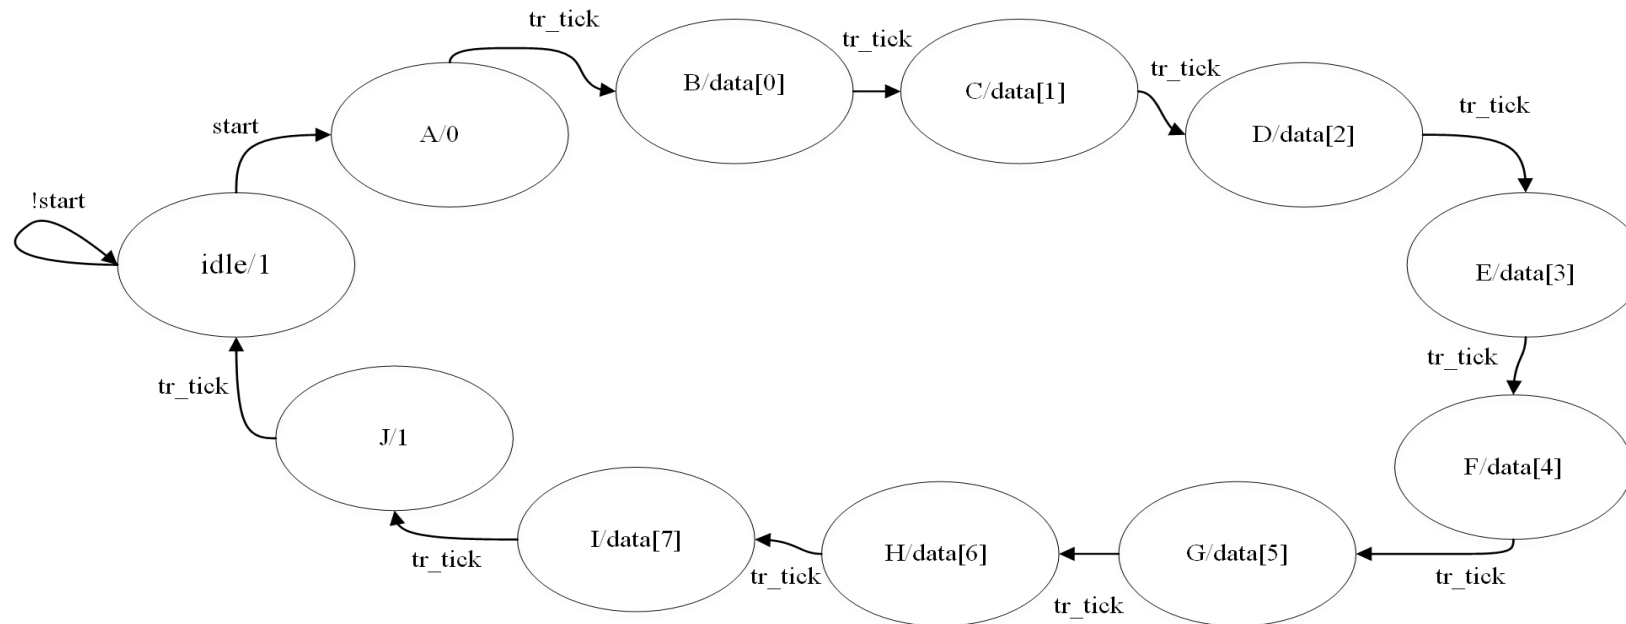 tr_tick
B/data[0]
tr_tick
C/data[1]
tr_tick
D/data[2]
tr_tick
start
A/0
!start
idle/1
E/data[3]
tr_tick
tr_tick
J/1
F/data[4]
I/data[7]
tr_tick
H/data[6]
tr_tick
G/data[5]
tr_tick
tr_tick